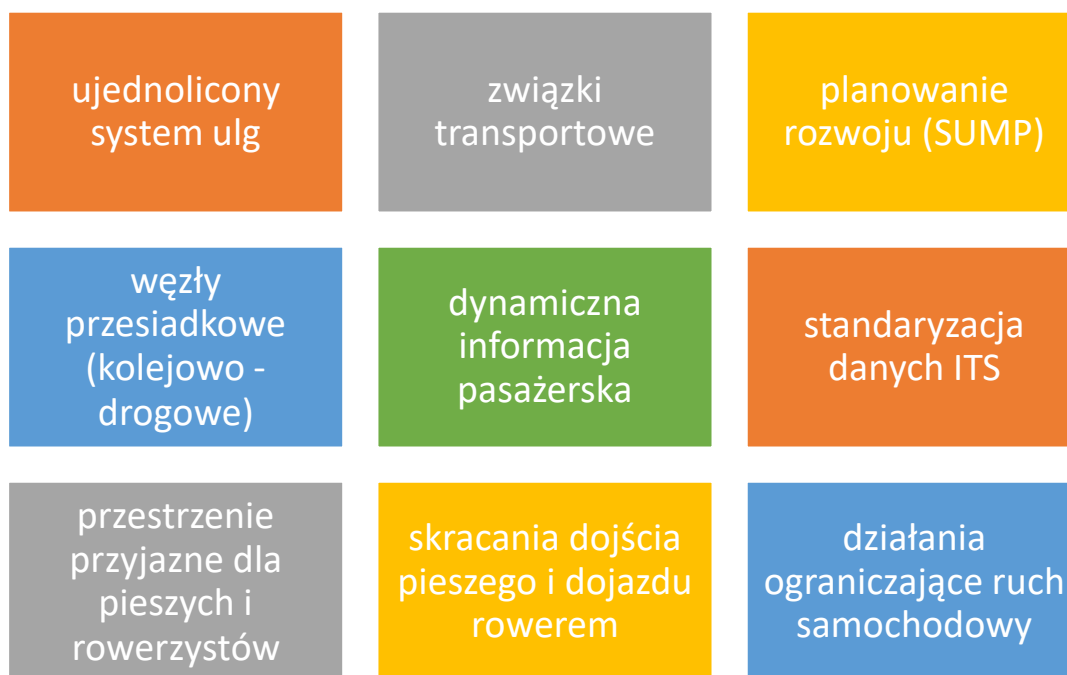 ujednolicony
system ulg
związki
transportowe
planowanie
rozwoju (SUMP)
węzły
przesiadkowe
(kolejowo -
drogowe)
dynamiczna
informacja
pasażerska
standaryzacja
danych ITS
przestrzenie
przyjazne dla
pieszych i
rowerzystów
skracania dojścia
pieszego i dojazdu
rowerem
działania
ograniczające ruch
samochodowy